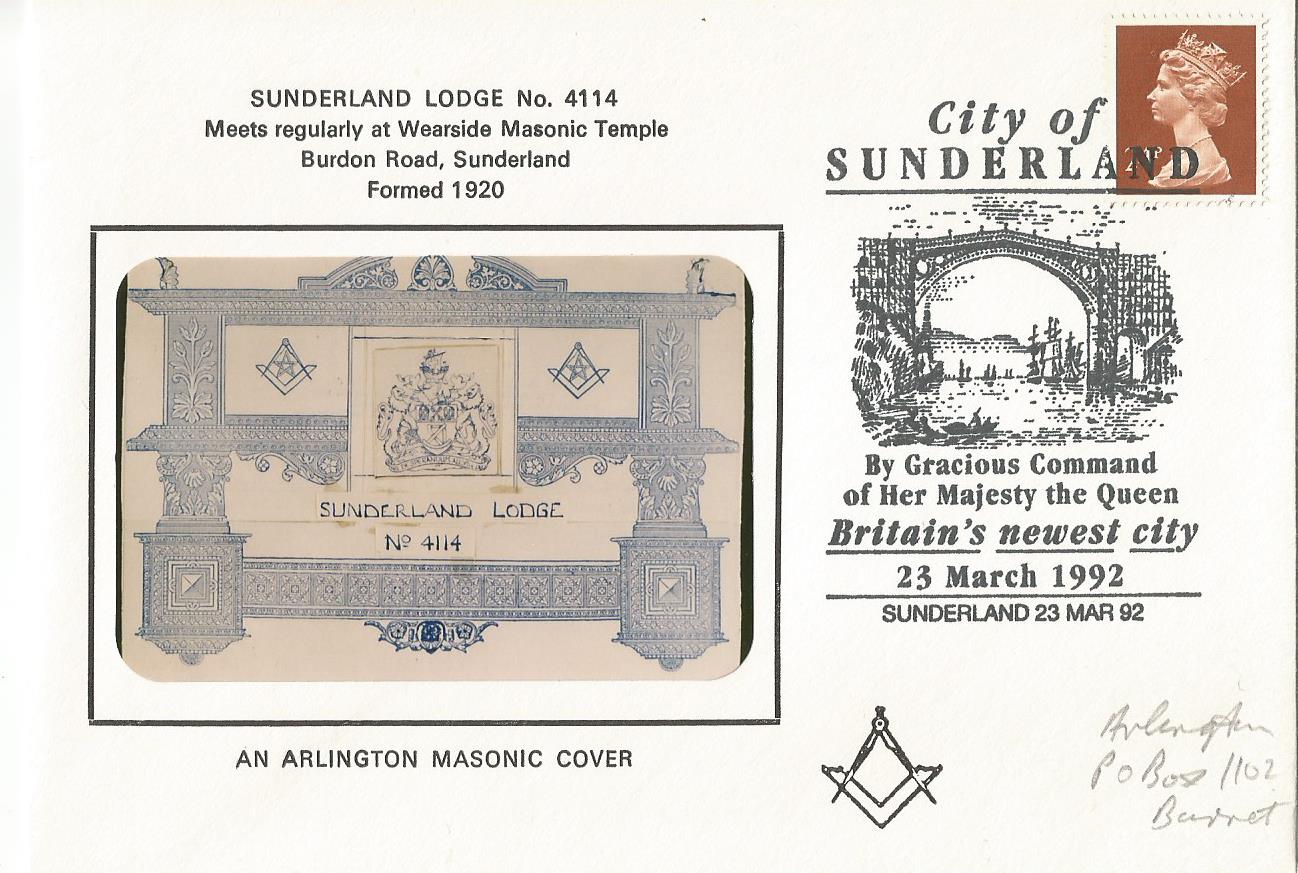 SUNDERLAND LODGE No. 4114
Meets regularly at Wearside Masonic Temple
Burdon Road, Sunderland
Formed 1920
SUNDERLAND LODGE
No 4114
AN ARLINGTON MASONIC COVER
City of
SUNDERLAND
By Gracious Command
of Her Majesty the Queen
Britain's newest city
23 March 1992
SUNDERLAND 23 MAR 92
Arlington
PO Box 1102
Burnet